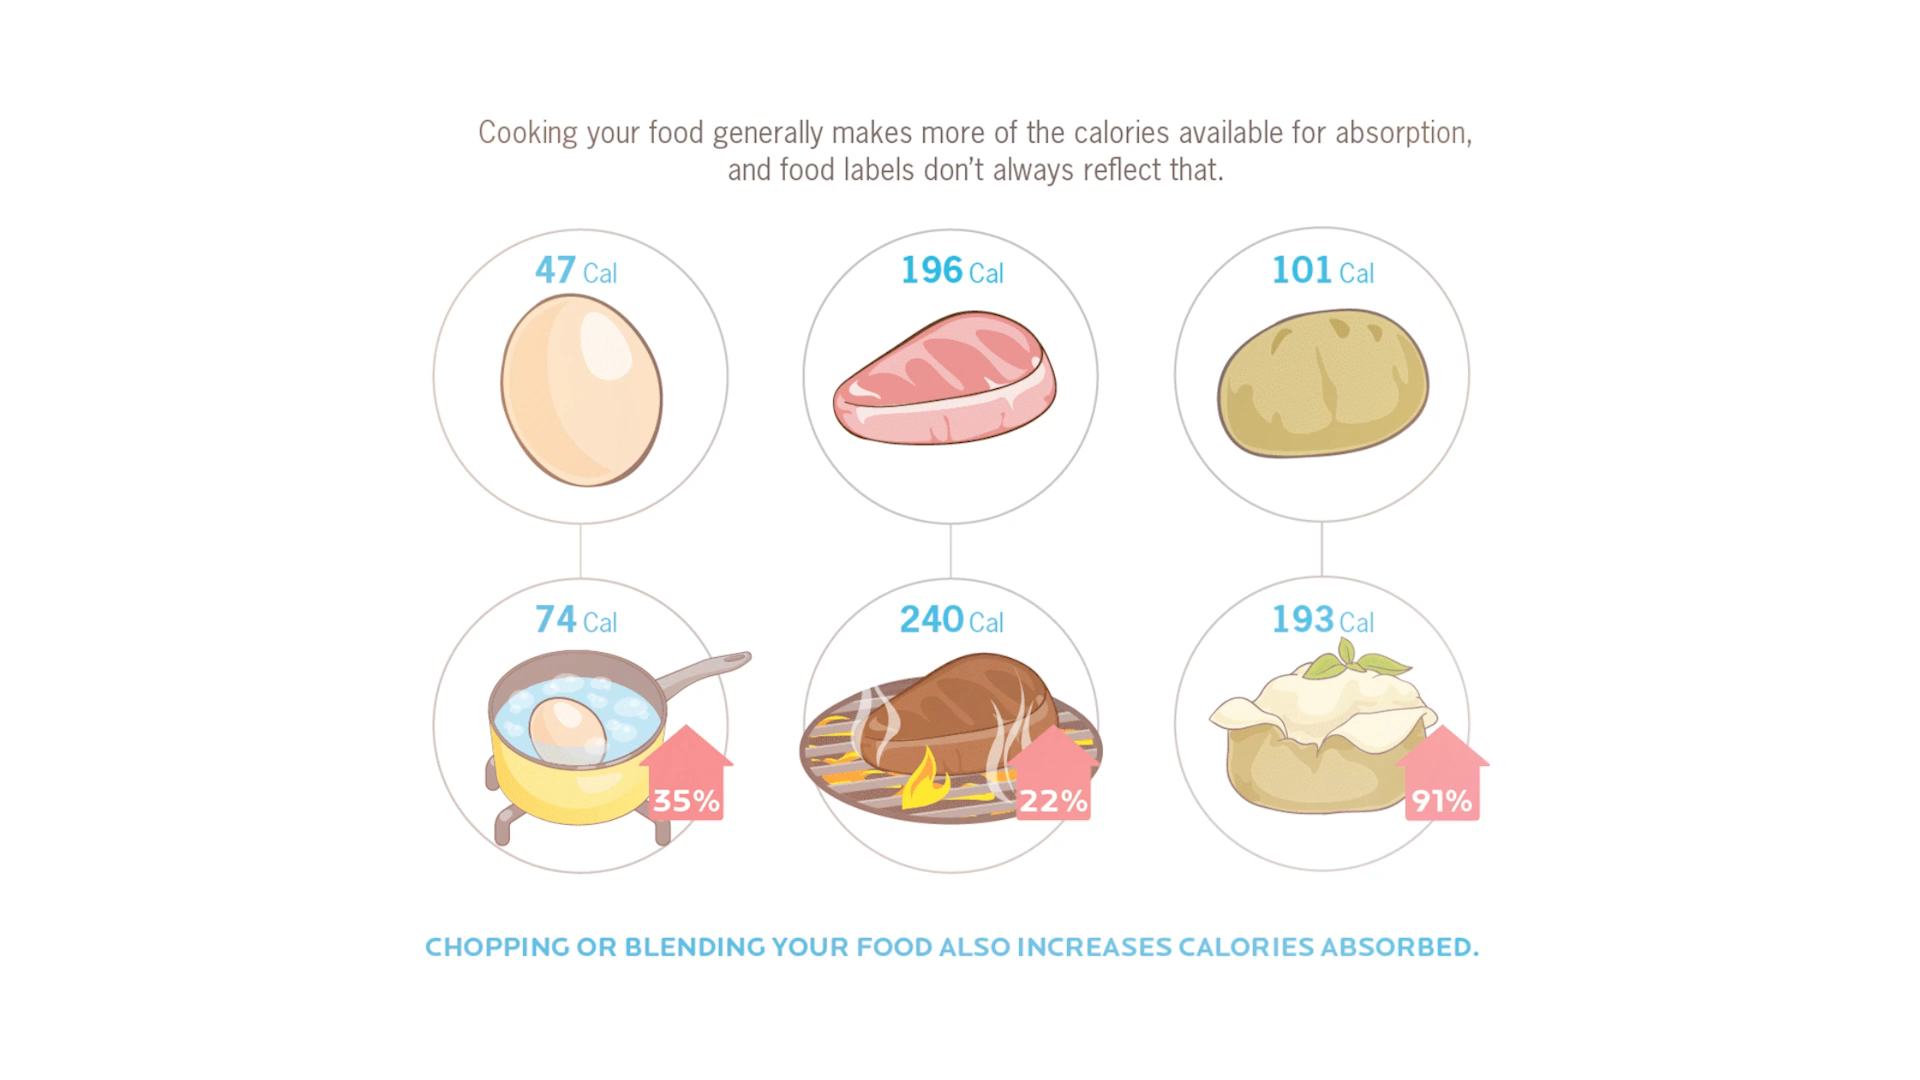 Cooking your food generally makes more of the calories available for absorption,
and food labels don't always reflect that.
47 Cal
196 Cal
101 Cal
74 Cal
240 Cal
193 Cal
35%
22%
91%
CHOPPING OR BLENDING YOUR FOOD ALSO INCREASES CALORIES ABSORBED.